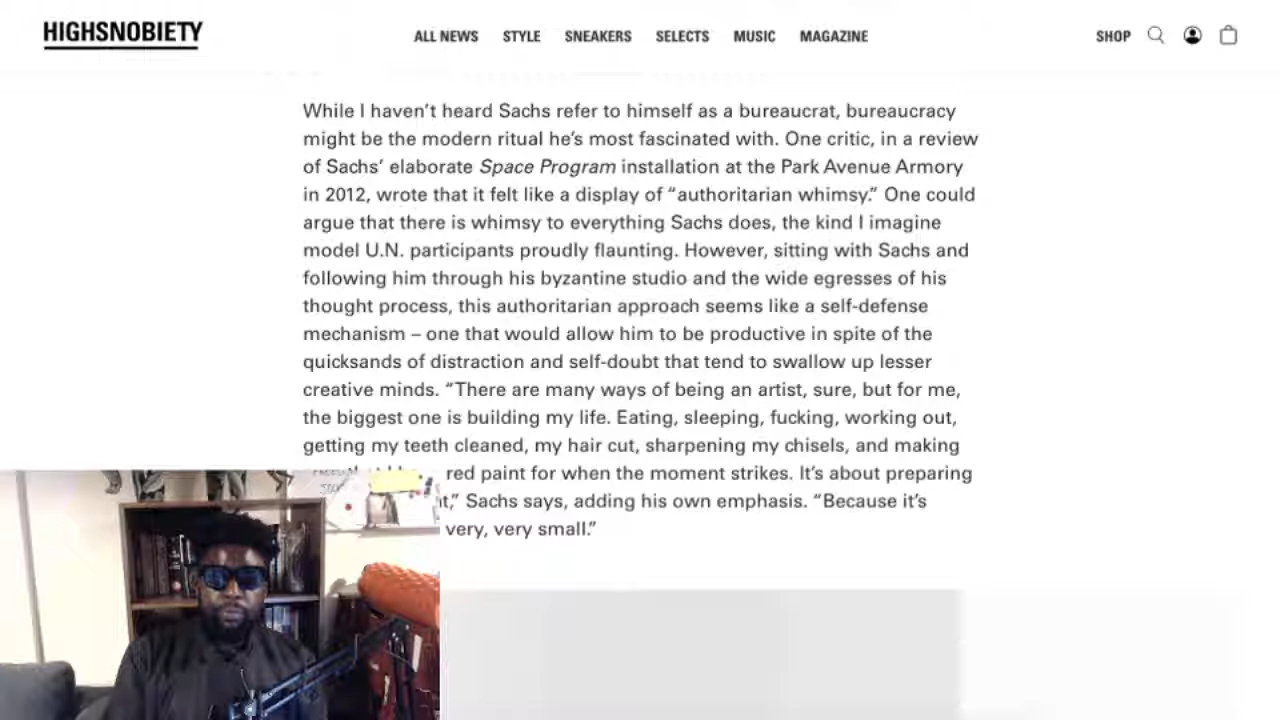 HIGHSNOBIETY
ALL NEWS STYLE SNEAKERS SELECTS MUSIC MAGAZINE
SHOP
While I haven’t heard Sachs refer to himself as a bureaucrat, bureaucracy
might be the modern ritual he’s most fascinated with. One critic, in a review
of Sachs’ elaborate Space Program installation at the Park Avenue Armory
in 2012, wrote that it felt like a display of “authoritarian whimsy.” One could
argue that there is whimsy to everything Sachs does, the kind I imagine
model U.N. participants proudly flaunting. However, sitting with Sachs and
following him through his byzantine studio and the wide egresses of his
thought process, this authoritarian approach seems like a self-defense
mechanism – one that would allow him to be productive in spite of the
quicksands of distraction and self-doubt that tend to swallow up lesser
creative minds. “There are many ways of being an artist, sure, but for me,
the biggest one is building my life. Eating, sleeping, fucking, working out,
getting my teeth cleaned, my hair cut, sharpening my chisels, and making
red paint for when the moment strikes. It’s about preparing
Sachs says, adding his own emphasis. “Because it’s
very, very small.”